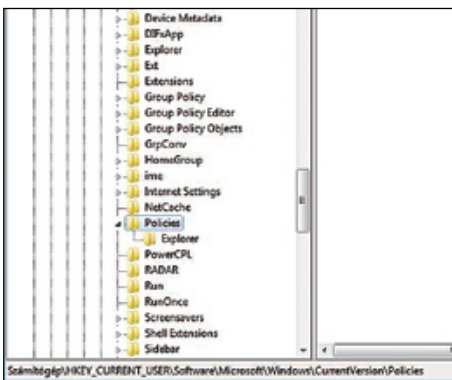 Device Metadata
DIFxApp
Explorer
Ext
Extensions
Group Policy
Group Policy Editor
Group Policy Objects
GrpConv
HomeGroup
ime
Internet Settings
NetCache
Policies
Explorer
PowerCPL
RADAR
Run
RunOnce
Screensavers
Shell Extensions
Sidebar
Számítógép\HKEY_CURRENT_USER\Software\Microsoft\Windows\CurrentVersion\Policies